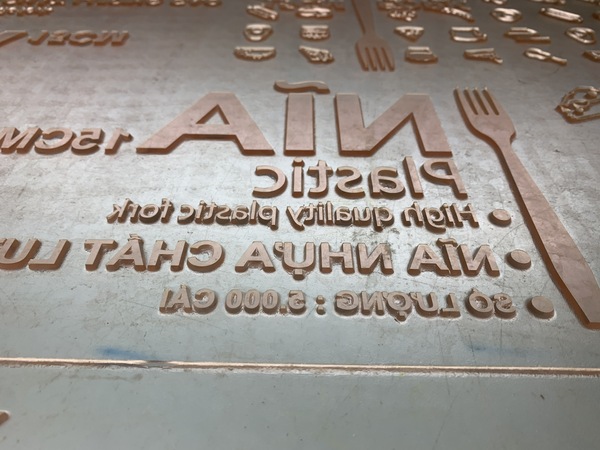 NĨA 15CM
Plastic
• High quality plastic fork
• NĨA NHỰA CHẤT LƯ
• SỐ LƯỢNG : 5.000 CÁI